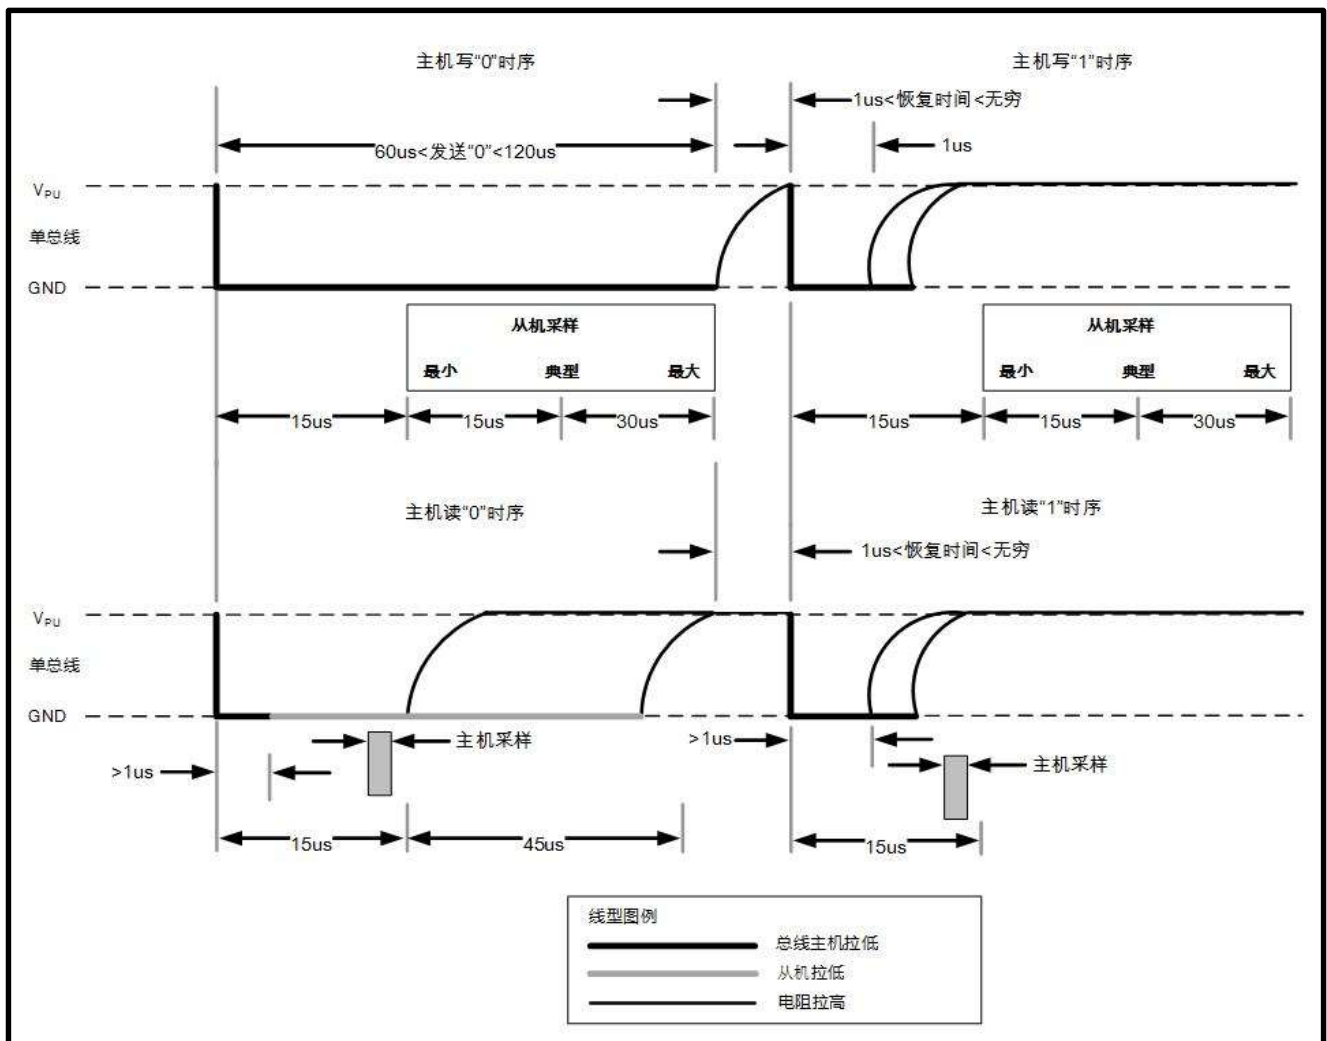 主机写“0”时序
主机写“1”时序
1us<恢复时间<无穷
60us<发送“0”<120us
1us
VPU
单总线
GND
从机采样
最小 典型 最大
从机采样
最小 典型 最大
15us 15us 30us
15us 15us 30us
主机读“0”时序
主机读“1”时序
1us<恢复时间<无穷
VPU
单总线
GND
主机采样
>1us
>1us
主机采样
15us 45us
15us
线型图例
总线主机拉低
从机拉低
电阻拉高